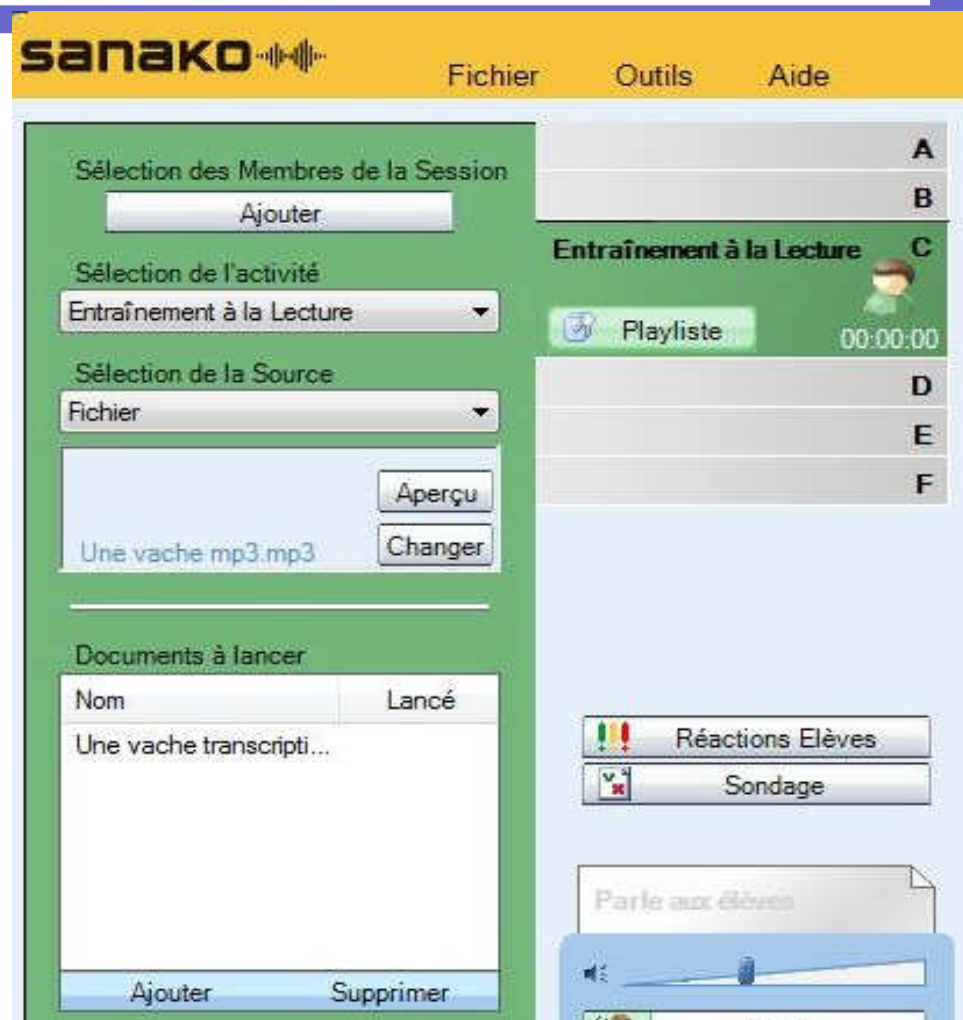 sanako
Fichier Outils Aide
Sélection des Membres de la Session
Ajouter
Sélection de l'activité
Entraînement à la Lecture
Sélection de la Source
Fichier
Aperçu
Une vache mp3.mp3
Changer
Documents à lancer
Nom Lancé
Une vache transcripti...
Ajouter Supprimer
A
B
Entraînement à la Lecture C
Playliste 00:00:00
D
E
F
Réactions Elèves
Sondage
Parle aux élèves